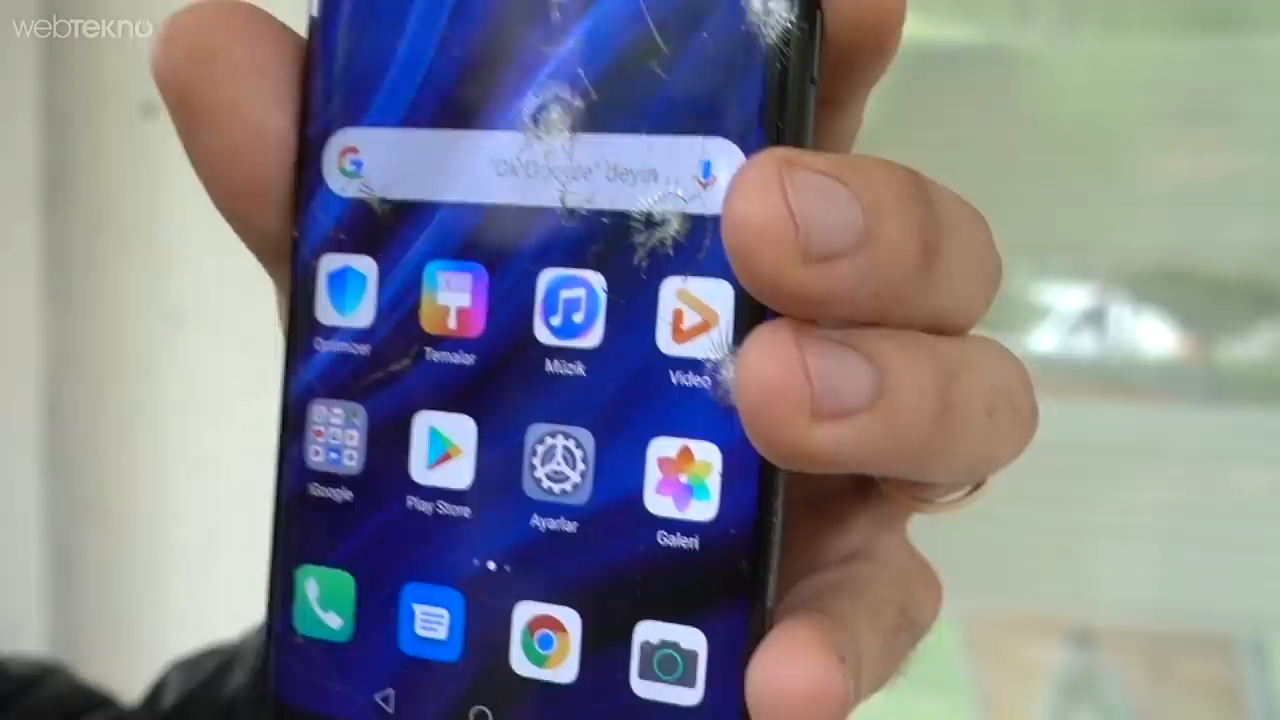 webtekno
"Ok Google" deyin...
Optimizer
Temalar
Müzik
Video
Google
Play Store
Ayarlar
Galeri